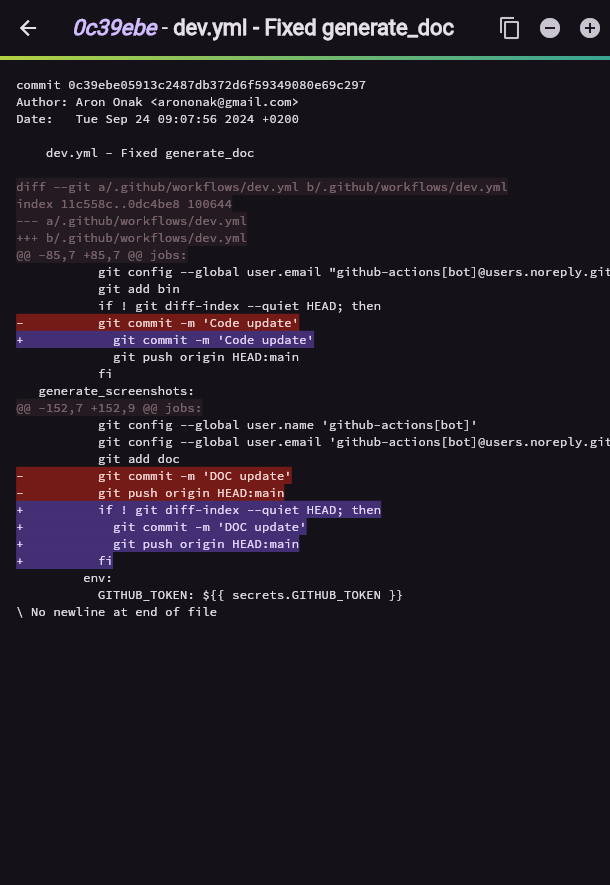 0c39ebe - dev.yml - Fixed generate_doc
commit 0c39ebe05913c2487db372d6f59349080e69c297
Author: Aron Onak <arononak@gmail.com>
Date:   Tue Sep 24 09:07:56 2024 +0200
    dev.yml - Fixed generate_doc
diff --git a/.github/workflows/dev.yml b/.github/workflows/dev.yml
index 11c558c..0dc4be8 100644
--- a/.github/workflows/dev.yml
+++ b/.github/workflows/dev.yml
@@ -85,7 +85,7 @@ jobs:
           git config --global user.email "github-actions[bot]@users.noreply.git
           git add bin
           if ! git diff-index --quiet HEAD; then
-          git commit -m 'Code update'
+            git commit -m 'Code update'
             git push origin HEAD:main
           fi
   generate_screenshots:
@@ -152,7 +152,9 @@ jobs:
           git config --global user.name 'github-actions[bot]'
           git config --global user.email 'github-actions[bot]@users.noreply.git
           git add doc
-          git commit -m 'DOC update'
-          git push origin HEAD:main
+          if ! git diff-index --quiet HEAD; then
+            git commit -m 'DOC update'
+            git push origin HEAD:main
+          fi
         env:
           GITHUB_TOKEN: ${{ secrets.GITHUB_TOKEN }}
\ No newline at end of file